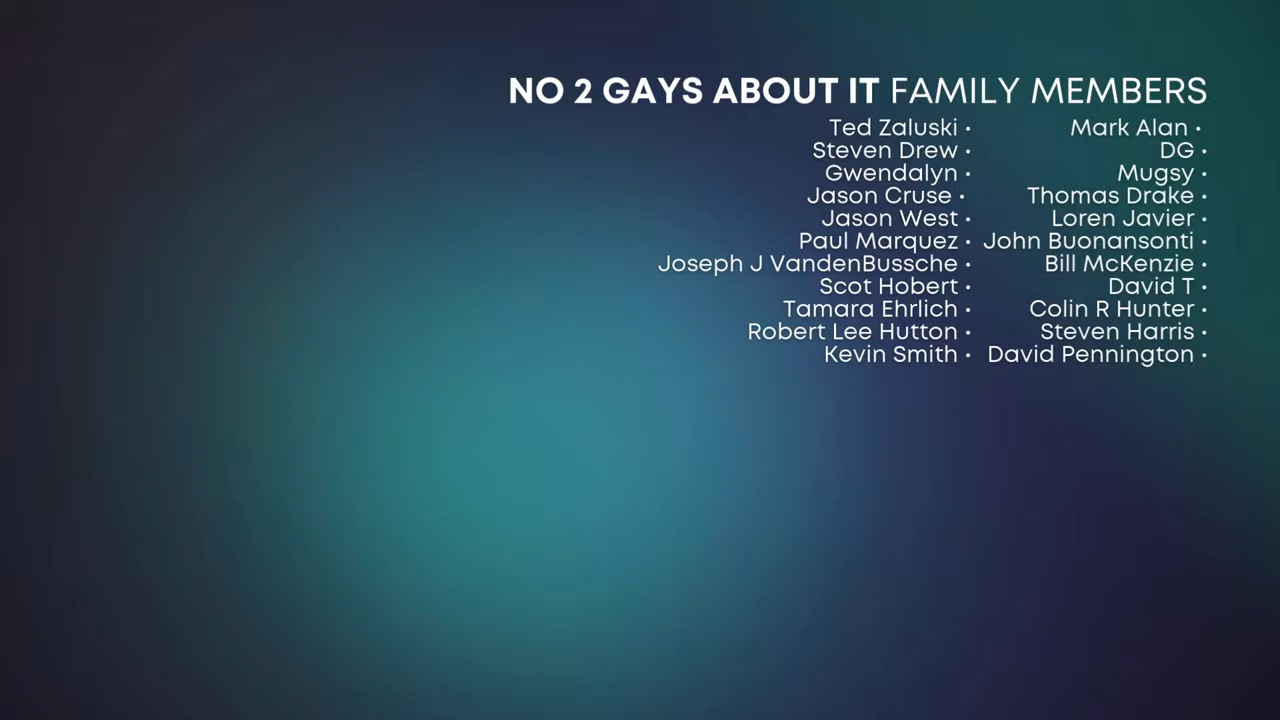 NO 2 GAYS ABOUT IT FAMILY MEMBERS
Ted Zaluski •
Steven Drew •
Gwendalyn •
Jason Cruse •
Jason West •
Paul Marquez •
Joseph J VandenBussche •
Scot Hobert •
Tamara Ehrlich •
Robert Lee Hutton •
Kevin Smith •
Mark Alan •
DG •
Mugsy •
Thomas Drake •
Loren Javier •
John Buonansonti •
Bill McKenzie •
David T •
Colin R Hunter •
Steven Harris •
David Pennington •